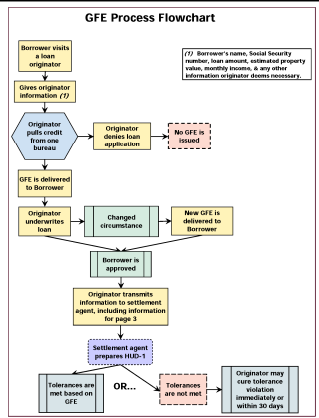 GFE Process Flowchart
Borrower visits
a loan
originator
(1) Borrower's name, Social Security
number, loan amount, estimated property
value, monthly income, & any other
information originator deems necessary.
Gives originator
information (1)
Originator
pulls credit
from one
bureau
Originator
denies loan
application
No GFE is
issued
GFE is delivered
to Borrower
Originator
underwrites
loan
Changed
circumstance
New GFE is
delivered to
Borrower
Borrower is
approved
Originator transmits
information to settlement
agent, including information
for page 3
Settlement agent
prepares HUD-1
Tolerances are
met based on
GFE
OR...
Tolerances
are not met
Originator may
cure tolerance
violation
immediately or
within 30 days